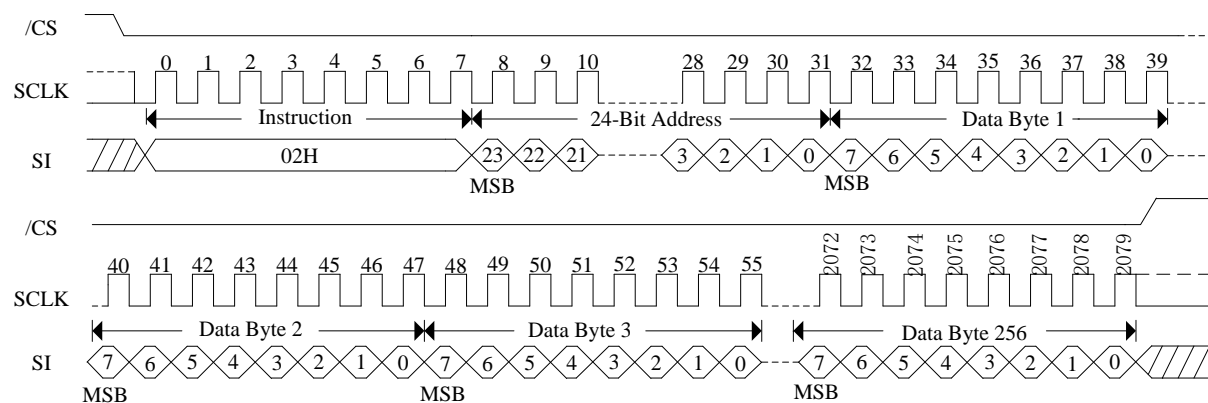 /CS
0 1 2 3 4 5 6 7 8 9 10 28 29 30 31 32 33 34 35 36 37 38 39
SCLK
Instruction 24-Bit Address Data Byte 1
SI 02H 23 22 21 3 2 1 0 7 6 5 4 3 2 1 0
MSB MSB
/CS
40 41 42 43 44 45 46 47 48 49 50 51 52 53 54 55 2072 2073 2074 2075 2076 2077 2078 2079
SCLK
Data Byte 2 Data Byte 3 Data Byte 256
SI 7 6 5 4 3 2 1 0 7 6 5 4 3 2 1 0 7 6 5 4 3 2 1 0
MSB MSB MSB